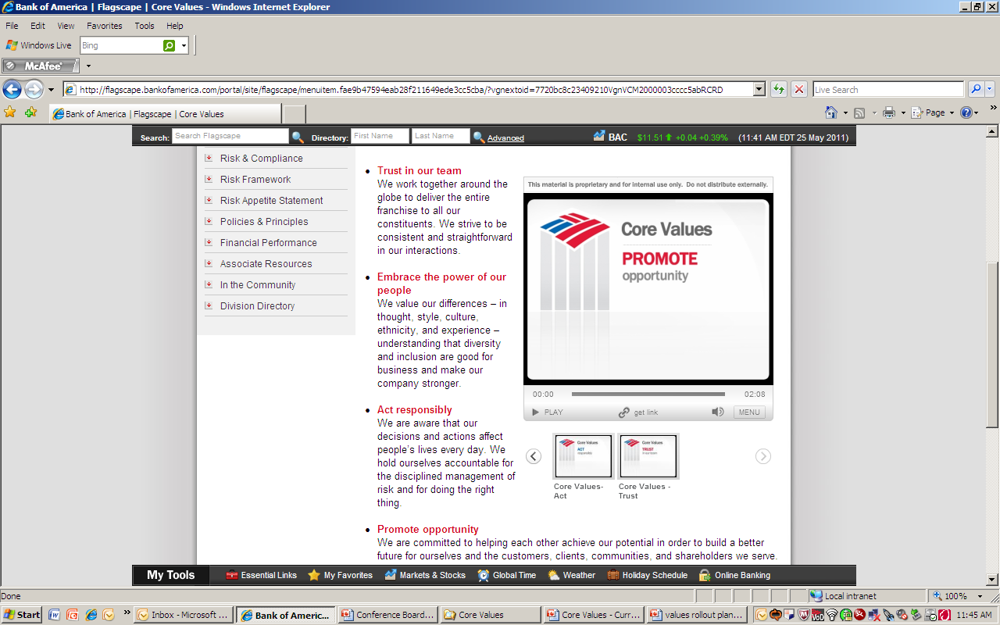 Bank of America | Flagscape | Core Values - Windows Internet Explorer
File Edit View Favorites Tools Help
Windows Live Bing
McAfee
http://flagscape.bankofamerica.com/portal/site/flagscape/menuitem.fae9b47594eab28f211649ede3cc5cba/?vgnextoid=7720bc8c23409210VgnVCM2000003cccc5abRCRD
Live Search
Bank of America | Flagscape | Core Values
Page
Search: Search Flagscape Directory: First Name Last Name Advanced BAC $11.51 +0.04 +0.39% (11:41 AM EDT 25 May 2011)
Risk & Compliance
Risk Framework
Risk Appetite Statement
Policies & Principles
Financial Performance
Associate Resources
In the Community
Division Directory
• Trust in our team
We work together around the
globe to deliver the entire
franchise to all our
constituents. We strive to be
consistent and straightforward
in our interactions.
• Embrace the power of our
people
We value our differences – in
thought, style, culture,
ethnicity, and experience –
understanding that diversity
and inclusion are good for
business and make our
company stronger.
• Act responsibly
We are aware that our
decisions and actions affect
people's lives every day. We
hold ourselves accountable for
the disciplined management of
risk and for doing the right
thing.
• Promote opportunity
We are committed to helping each other achieve our potential in order to build a better
future for ourselves and the customers, clients, communities, and shareholders we serve.
This material is proprietary and for internal use only. Do not distribute externally.
Core Values
PROMOTE
opportunity
00:00 02:08
PLAY get link MENU
Core Values
ACT
responsibly
Core Values
TRUST
in our team
Core Values-
Act
Core Values -
Trust
My Tools Essential Links My Favorites Markets & Stocks Global Time Weather Holiday Schedule Online Banking
Done Local intranet 100%
Start Inbox - Microsoft ... Bank of Americ... Conference Board... Core Values Core Values - Curr... values rollout plan... 11:45 AM